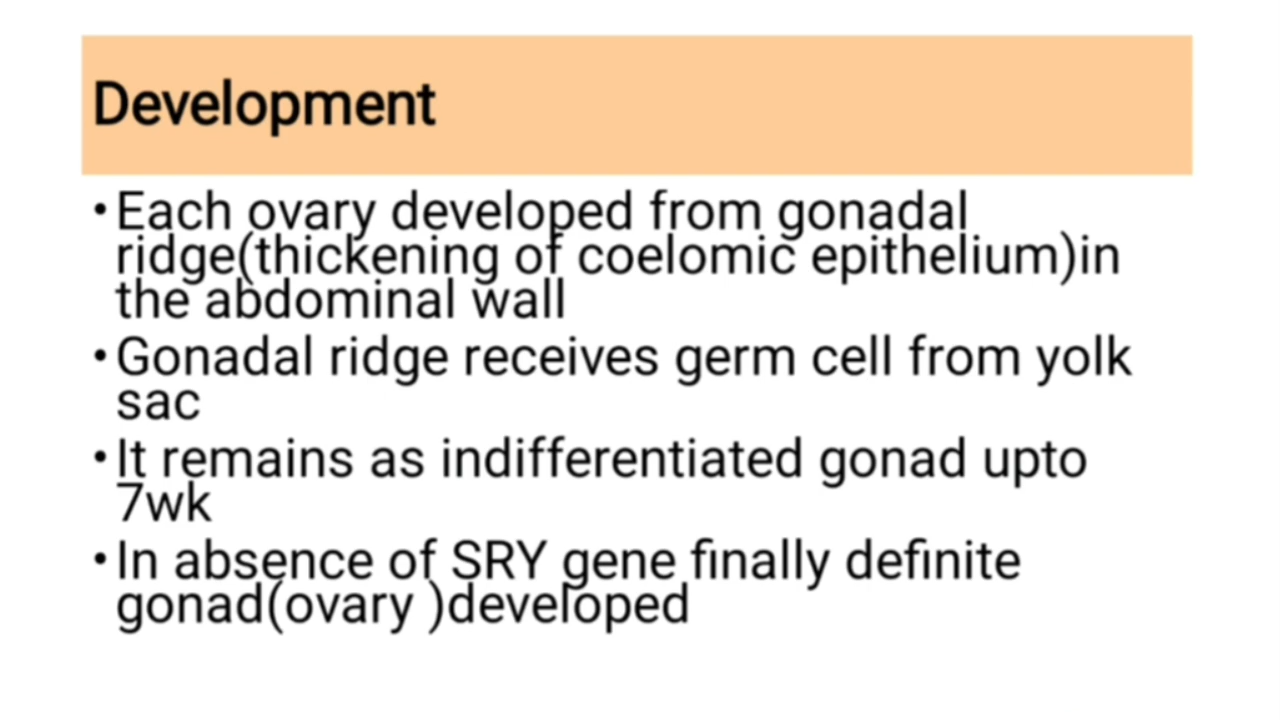 Development
•Each ovary developed from gonadal
ridge(thickening of coelomic epithelium)in
the abdominal wall
•Gonadal ridge receives germ cell from yolk
sac
•It remains as indifferentiated gonad upto
7wk
•In absence of SRY gene finally definite
gonad(ovary )developed